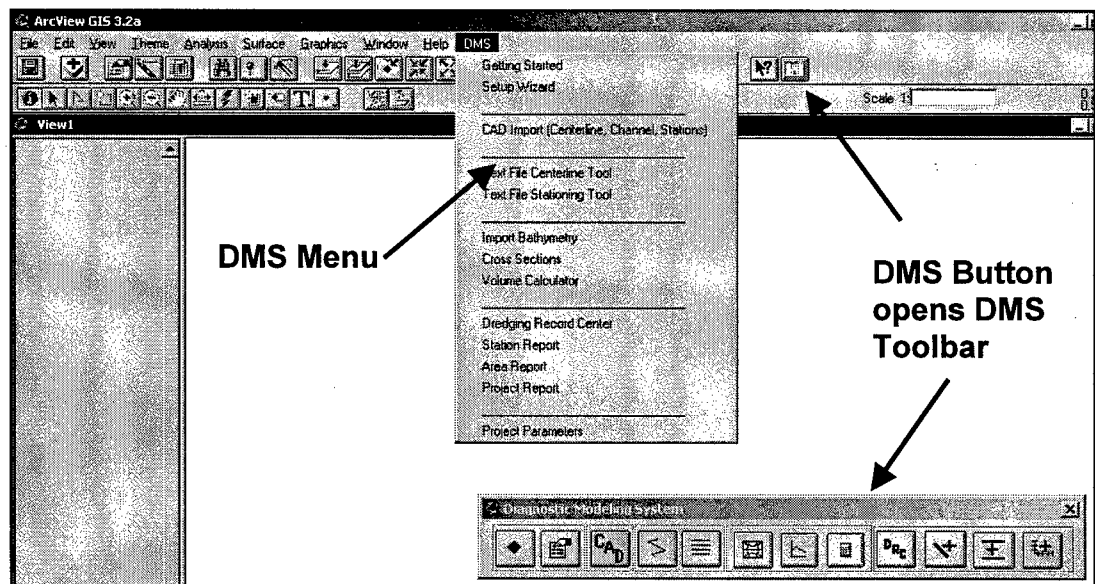 ArcView GIS 3.2a
File Edit View Theme Analysis Surface Graphics Window Help DMS
Scale 1:
View1
Getting Started
Setup Wizard
CAD Import (Centerline, Channel, Stations)
Text File Centerline Tool
Text File Stationing Tool
Import Bathymetry
Cross Sections
Volume Calculator
Dredging Record Center
Station Report
Area Report
Project Report
Project Parameters
DMS Menu
DMS Button
opens DMS
Toolbar
Diagnostic Modeling System
CAD
DRC